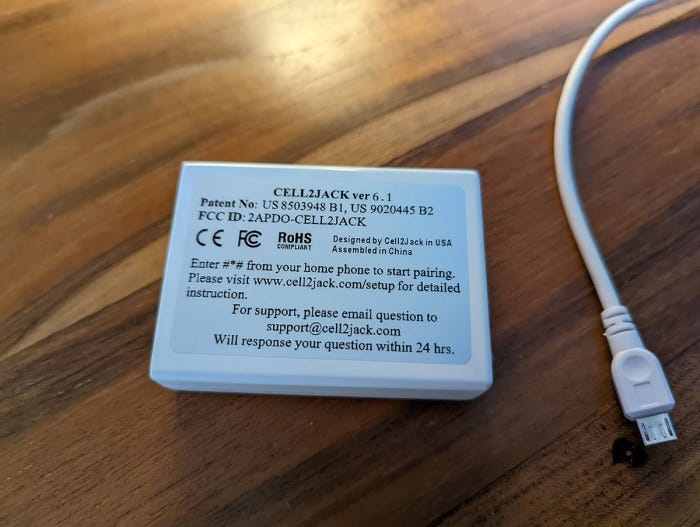 CELL2JACK ver 6.1
Patent No: US 8503948 B1, US 9020445 B2
FCC ID: 2APDO-CELL2JACK
CE FC RoHS COMPLIANT Designed by Cell2Jack in USA
Assembled in China
Enter #*# from your home phone to start pairing.
Please visit www.cell2jack.com/setup for detailed
instruction.
For support, please email question to
support@cell2jack.com
Will response your question within 24 hrs.